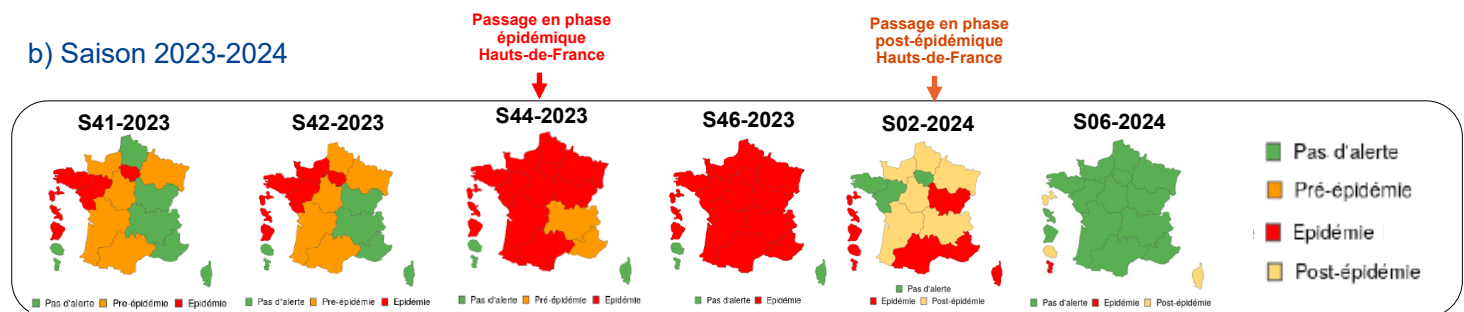 b) Saison 2023-2024
Passage en phase
épidémique
Hauts-de-France
Passage en phase
post-épidémique
Hauts-de-France
S41-2023
S42-2023
S44-2023
S46-2023
S02-2024
S06-2024
Pas d'alerte Pre-épidémie Epidémie
Pas d'alerte Pré-épidémie Epidémie
Pas d'alerte Pré-épidémie Epidémie
Pas d'alerte Epidémie
Pas d'alerte
Epidémie Post-épidémie
Pas d'alerte Epidémie Post-épidémie
Pas d'alerte
Pré-épidémie
Epidémie
Post-épidémie